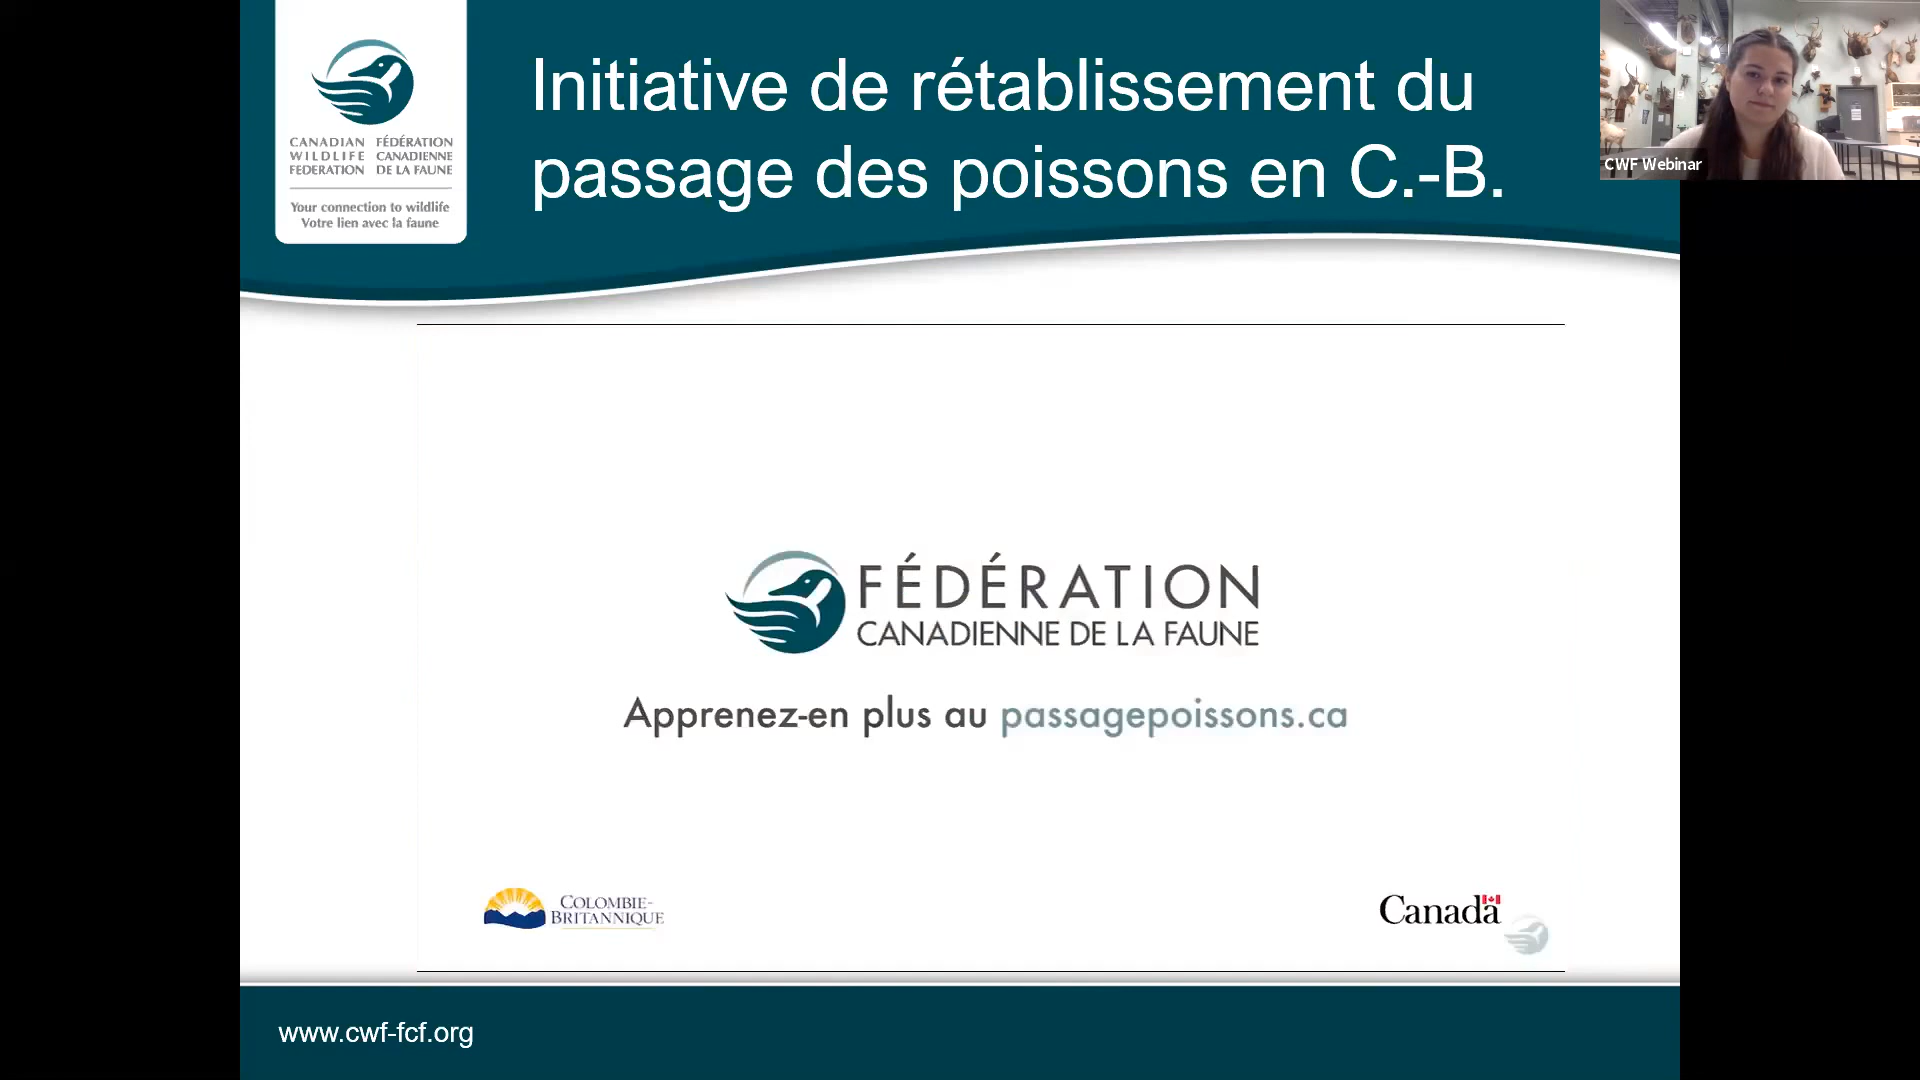 CANADIAN FÉDÉRATION
WILDLIFE CANADIENNE
FEDERATION DE LA FAUNE
Your connection to wildlife
Votre lien avec la faune
Initiative de rétablissement du
passage des poissons en C.-B.
CWF Webinar
FÉDÉRATION
CANADIENNE DE LA FAUNE
Apprenez-en plus au passagepoissons.ca
COLOMBIE-
BRITANNIQUE
Canada
www.cwf-fcf.org